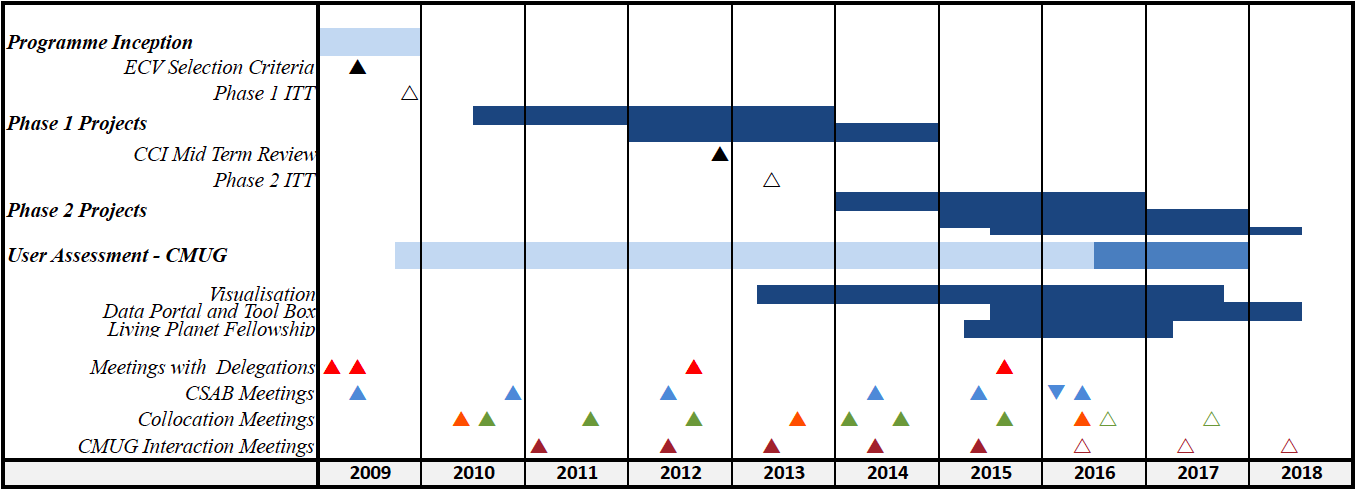 Programme Inception
ECV Selection Criteria
Phase 1 ITT
Phase 1 Projects
CCI Mid Term Review
Phase 2 ITT
Phase 2 Projects
User Assessment - CMUG
Visualisation
Data Portal and Tool Box
Living Planet Fellowship
Meetings with Delegations
CSAB Meetings
Collocation Meetings
CMUG Interaction Meetings
2009 2010 2011 2012 2013 2014 2015 2016 2017 2018